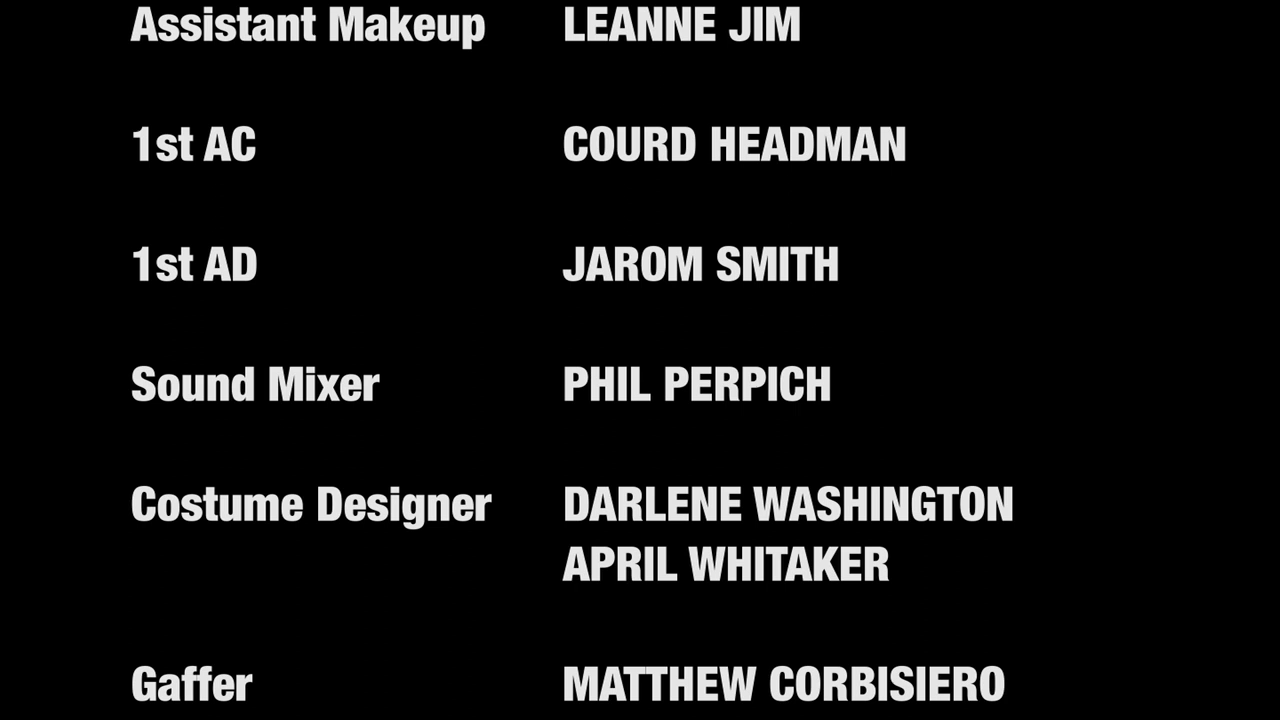 Assistant Makeup LEANNE JIM
1st AC COURD HEADMAN
1st AD JAROM SMITH
Sound Mixer PHIL PERPICH
Costume Designer DARLENE WASHINGTON
APRIL WHITAKER
Gaffer MATTHEW CORBISIERO